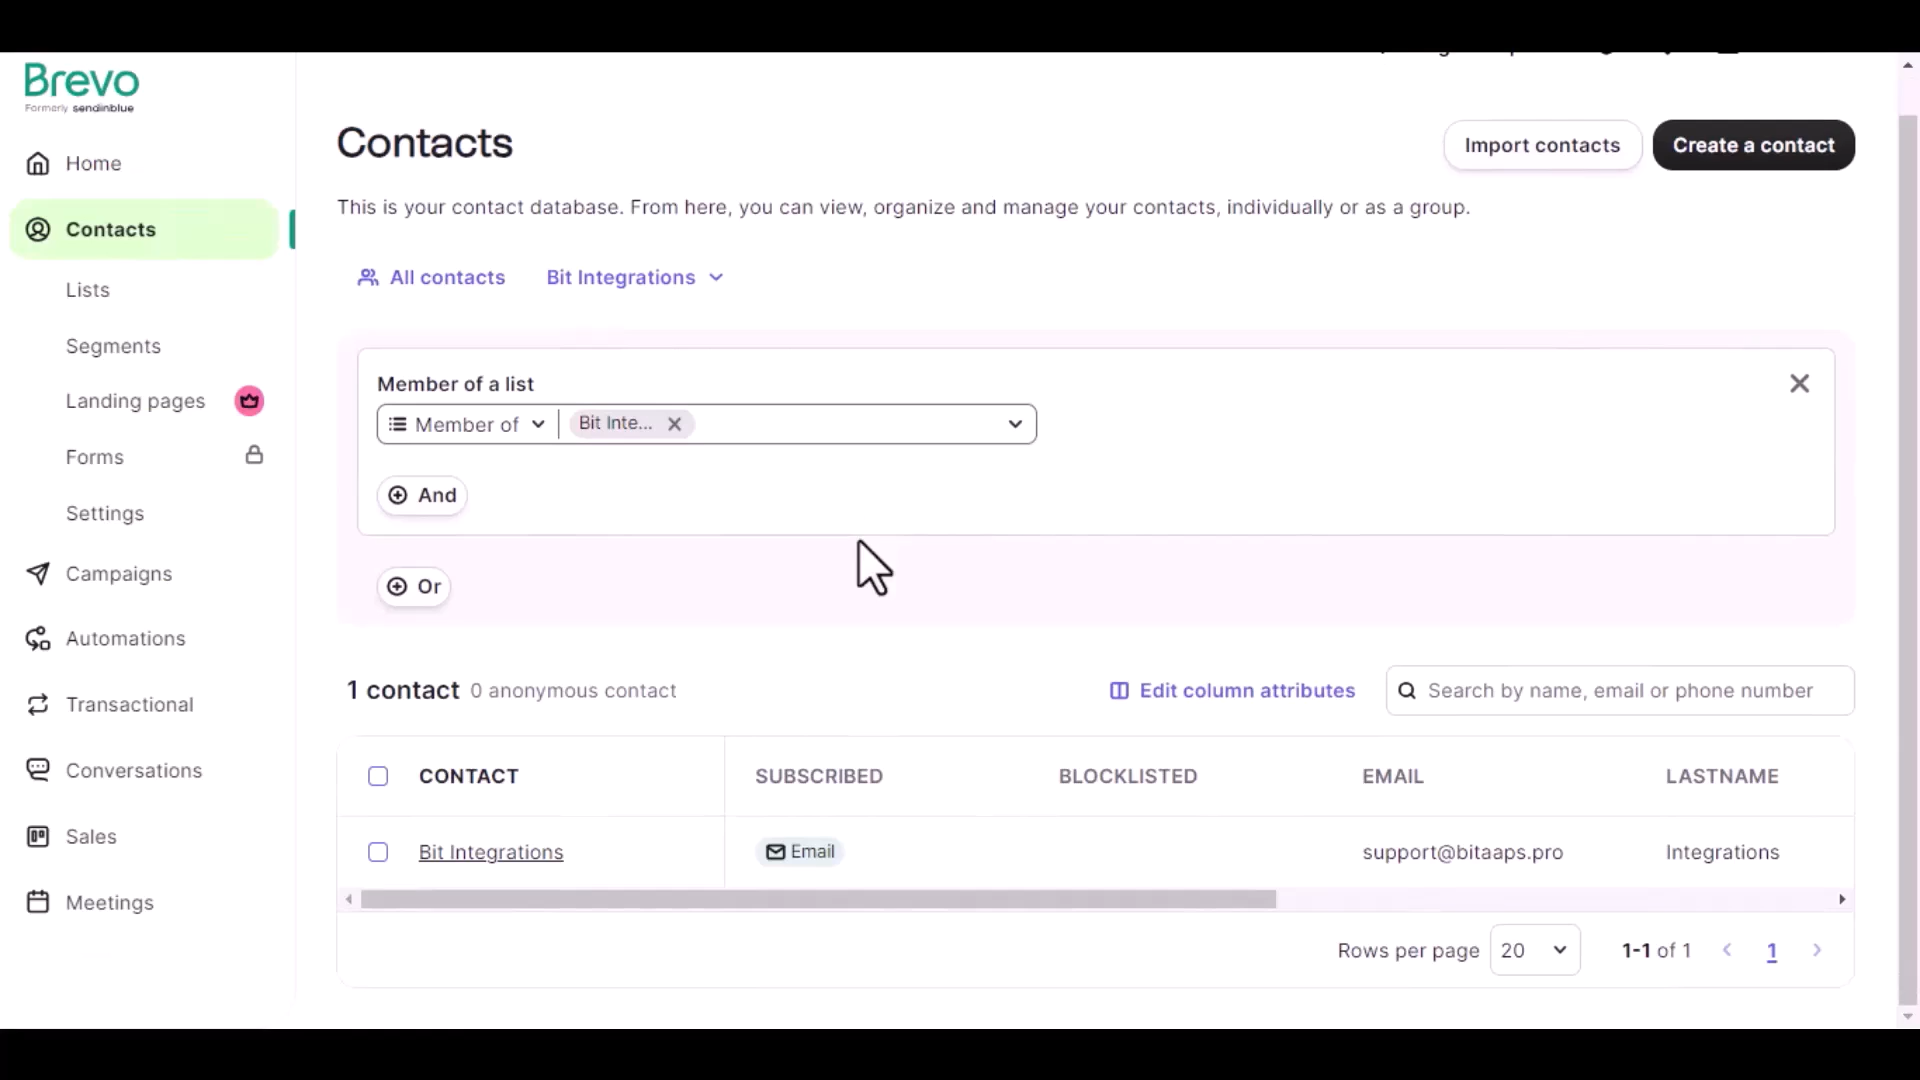 Brevo
Formerly sendinblue
Home
Contacts
Lists
Segments
Landing pages
Forms
Settings
Campaigns
Automations
Transactional
Conversations
Sales
Meetings
Contacts
Import contacts
Create a contact
This is your contact database. From here, you can view, organize and manage your contacts, individually or as a group.
All contacts Bit Integrations
Member of a list
Member of Bit Inte...
And
Or
1 contact 0 anonymous contact
Edit column attributes
Search by name, email or phone number
CONTACT SUBSCRIBED BLOCKLISTED EMAIL LASTNAME
Bit Integrations Email support@bitaaps.pro Integrations
Rows per page 20 1-1 of 1 1